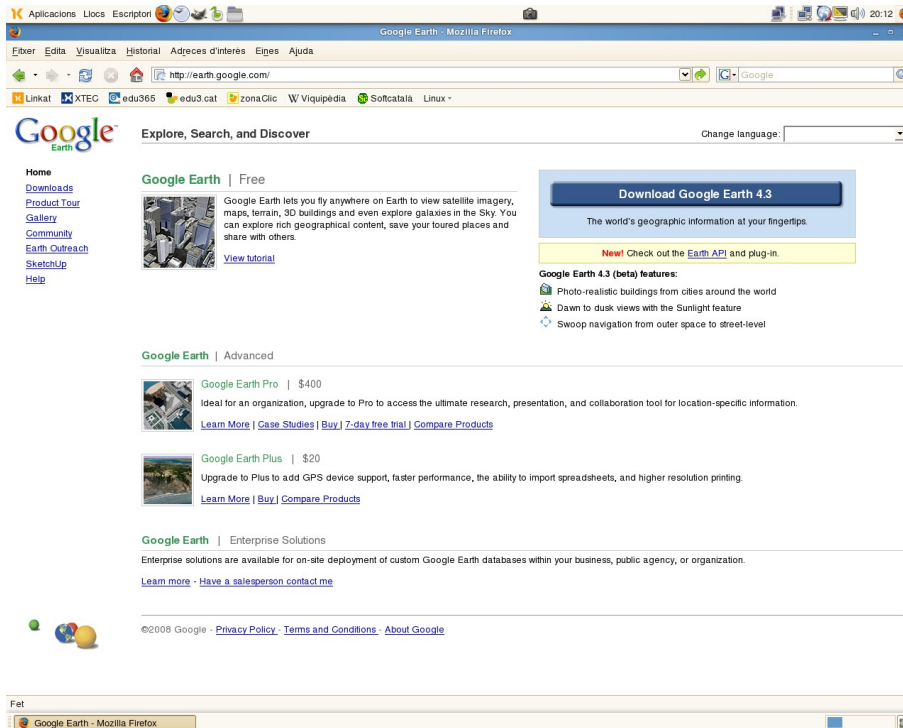 Aplicacions Llocs Escriptori 20:12
Google Earth - Mozilla Firefox
Fitxer Edita Visualitza Historial Adreces d'interès Eines Ajuda
http://earth.google.com/ G Google
Linkat XTEC edu365 edu3.cat zonaClic Viquipèdia Softcatalà Linux
Google Earth
Explore, Search, and Discover Change language:
Home
Downloads
Product Tour
Gallery
Community
Earth Outreach
SketchUp
Help
Google Earth | Free
Google Earth lets you fly anywhere on Earth to view satellite imagery,
maps, terrain, 3D buildings and even explore galaxies in the Sky. You
can explore rich geographical content, save your toured places and
share with others.
View tutorial
Download Google Earth 4.3
The world's geographic information at your fingertips.
New! Check out the Earth API and plug-in.
Google Earth 4.3 (beta) features:
Photo-realistic buildings from cities around the world
Dawn to dusk views with the Sunlight feature
Swoop navigation from outer space to street-level
Google Earth | Advanced
Google Earth Pro | $400
Ideal for an organization, upgrade to Pro to access the ultimate research, presentation, and collaboration tool for location-specific information.
Learn More | Case Studies | Buy | 7-day free trial | Compare Products
Google Earth Plus | $20
Upgrade to Plus to add GPS device support, faster performance, the ability to import spreadsheets, and higher resolution printing.
Learn More | Buy | Compare Products
Google Earth | Enterprise Solutions
Enterprise solutions are available for on-site deployment of custom Google Earth databases within your business, public agency, or organization.
Learn more - Have a salesperson contact me
©2008 Google - Privacy Policy - Terms and Conditions - About Google
Fet
Google Earth - Mozilla Firefox